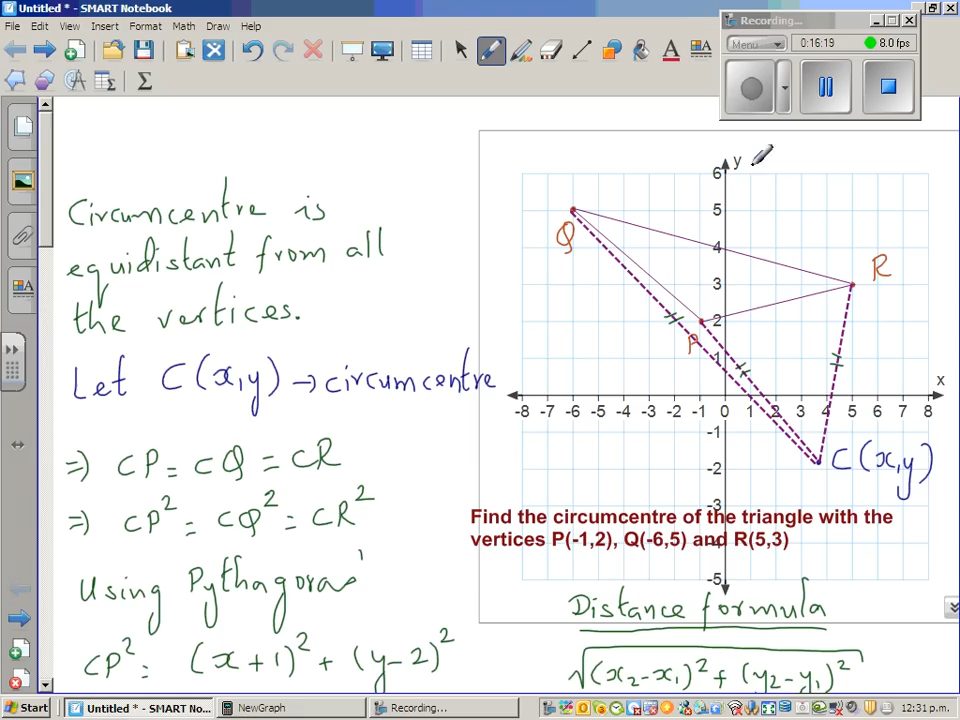 Untitled * - SMART Notebook
File Edit View Insert Format Math Draw Help
Recording...
Menu 0:16:19 8.0 fps
Circumcentre is
equidistant from all
the vertices.
Let C(x,y) → circumcentre
⇒ CP = CQ = CR
⇒ CP² = CQ² = CR²
Using Pythagoras'
CP² = (x+1)² + (y-2)²
y
6
5
4
3
2
1
x
-8 -7 -6 -5 -4 -3 -2 -1 0 1 2 3 4 5 6 7 8
-1
-2
-3
-4
-5
Q
R
P
C(x,y)
Find the circumcentre of the triangle with the
vertices P(-1,2), Q(-6,5) and R(5,3)
Distance formula
√(x₂-x₁)² + (y₂-y₁)²
Start Untitled * - SMART No... NewGraph Recording... 12:31 p.m.